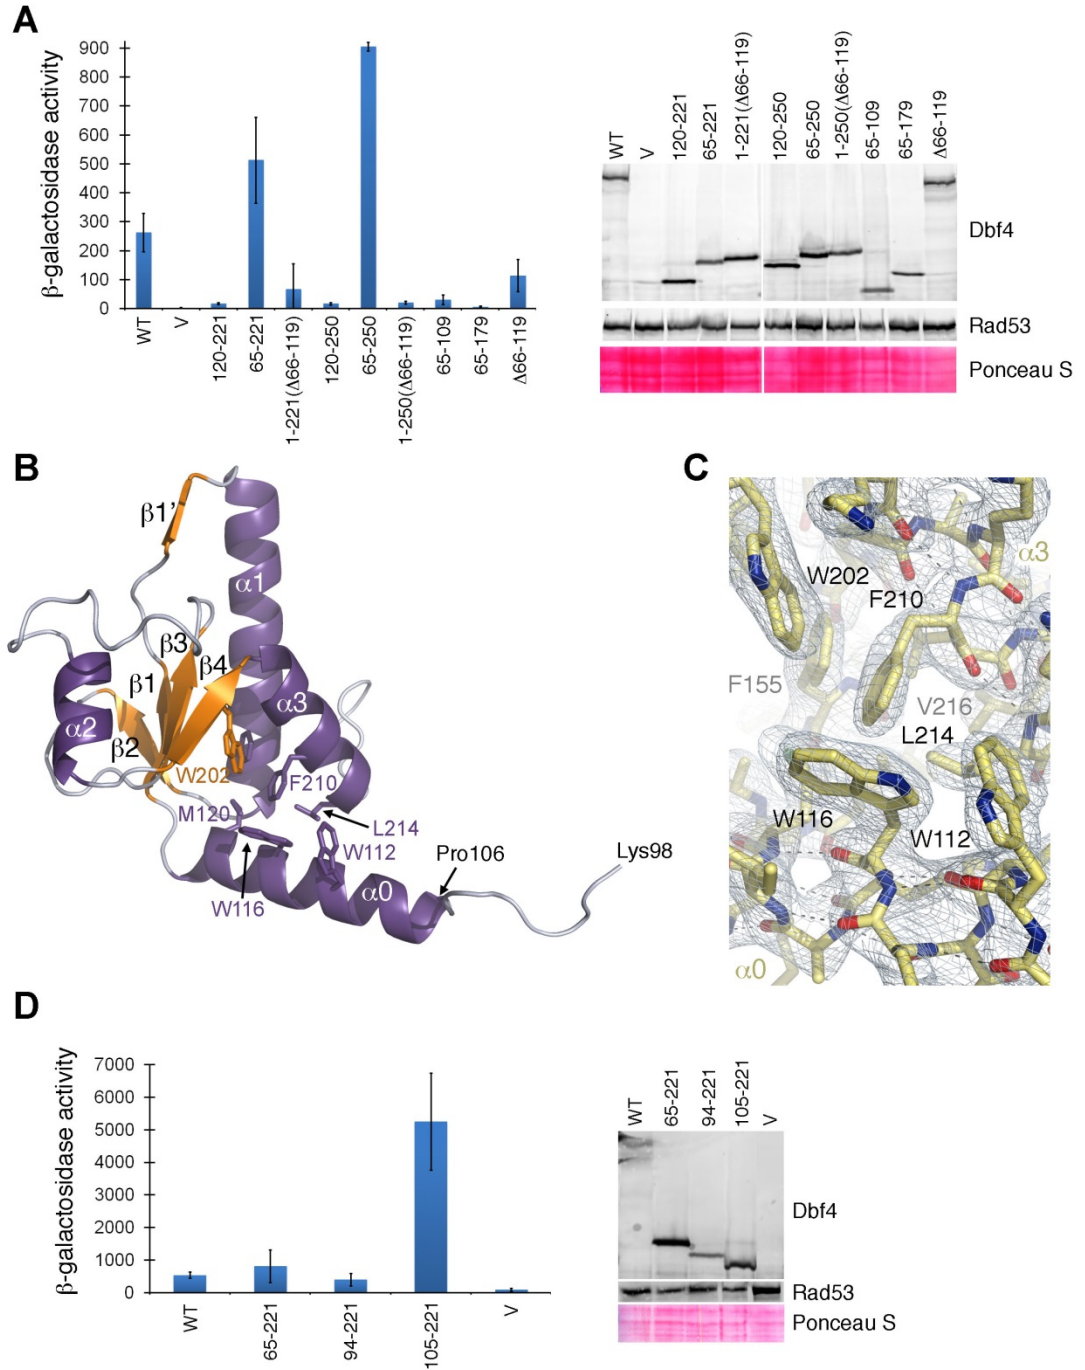 A
β-galactosidase activity
900
800
700
600
500
400
300
200
100
0
WT
V
120-221
65-221
1-221(Δ66-119)
120-250
65-250
1-250(Δ66-119)
65-109
65-179
Δ66-119
WT
V
120-221
65-221
1-221(Δ66-119)
120-250
65-250
1-250(Δ66-119)
65-109
65-179
Δ66-119
Dbf4
Rad53
Ponceau S
B
β1'
α1
β3
β4
β1
α3
α2
β2
W202
F210
M120
L214
W112
Pro106
Lys98
α0
W116
C
α3
W202
F210
F155
V216
L214
W116
W112
α0
D
β-galactosidase activity
7000
6000
5000
4000
3000
2000
1000
0
WT
65-221
94-221
105-221
V
WT
65-221
94-221
105-221
V
Dbf4
Rad53
Ponceau S